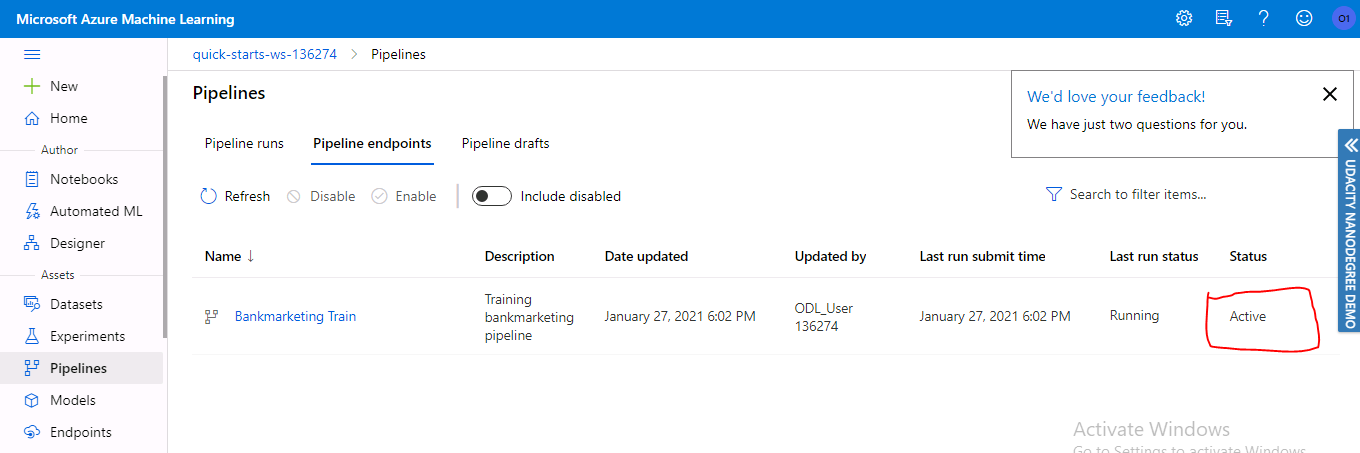 Microsoft Azure Machine Learning
O1
quick-starts-ws-136274 > Pipelines
New
Home
Author
Notebooks
Automated ML
Designer
Assets
Datasets
Experiments
Pipelines
Models
Endpoints
Pipelines
We'd love your feedback!
We have just two questions for you.
Pipeline runs Pipeline endpoints Pipeline drafts
Refresh Disable Enable Include disabled Search to filter items...
Name ↓ Description Date updated Updated by Last run submit time Last run status Status
Bankmarketing Train
Training
bankmarketing
pipeline
January 27, 2021 6:02 PM
ODL_User
136274
January 27, 2021 6:02 PM
Running
Active
UDACITY NANODEGREE DEMO
Activate Windows
Go to Settings to activate Windows.